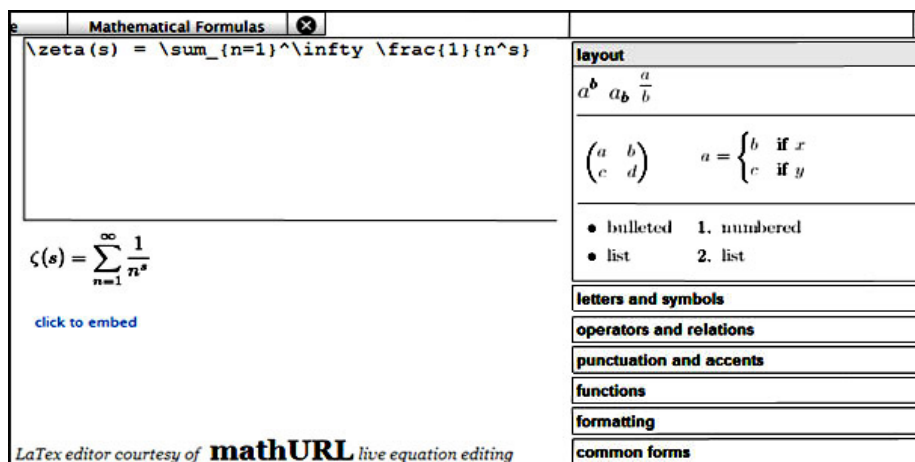 e
Mathematical Formulas
\zeta(s) = \sum_{n=1}^\infty \frac{1}{n^s}
ζ(s) = ∑_{n=1}^{∞} 1/n^s
click to embed
LaTex editor courtesy of mathURL live equation editing
layout
a^b a_b a/b
(a b
c d)
a = { b if x
c if y
• bulleted 1. numbered
• list 2. list
letters and symbols
operators and relations
punctuation and accents
functions
formatting
common forms